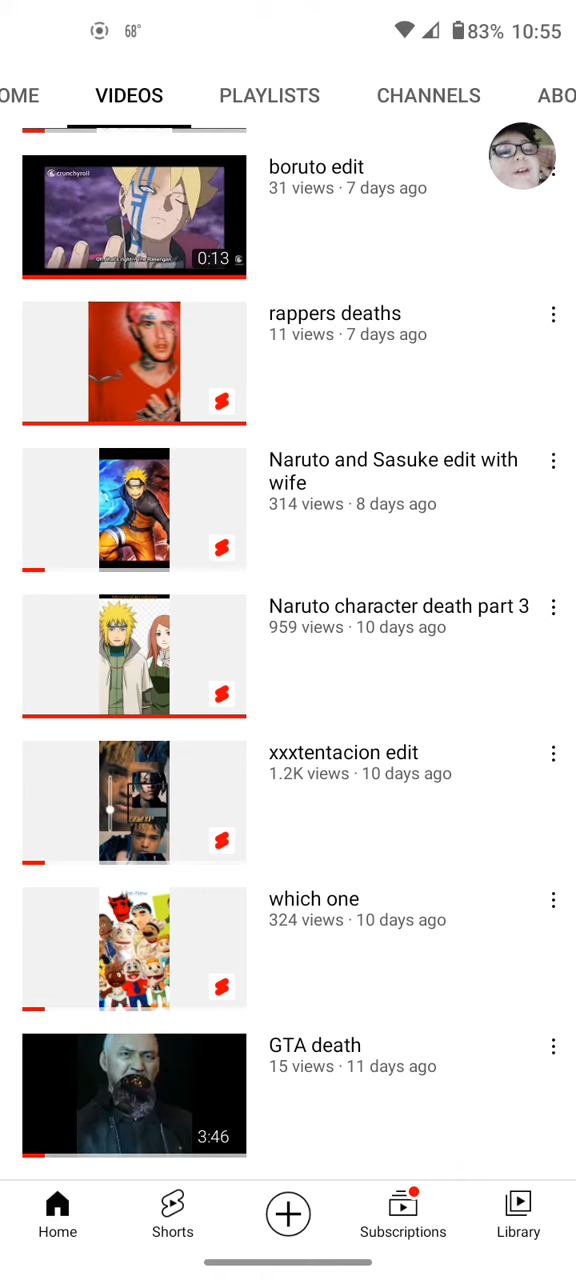 68° 83% 10:55
OME VIDEOS PLAYLISTS CHANNELS ABO
crunchyroll
0:13
boruto edit
31 views · 7 days ago
rappers deaths
11 views · 7 days ago
Naruto and Sasuke edit with
wife
314 views · 8 days ago
Naruto character death part 3
959 views · 10 days ago
xxxtentacion edit
1.2K views · 10 days ago
which one
324 views · 10 days ago
3:46
GTA death
15 views · 11 days ago
Home Shorts Subscriptions Library